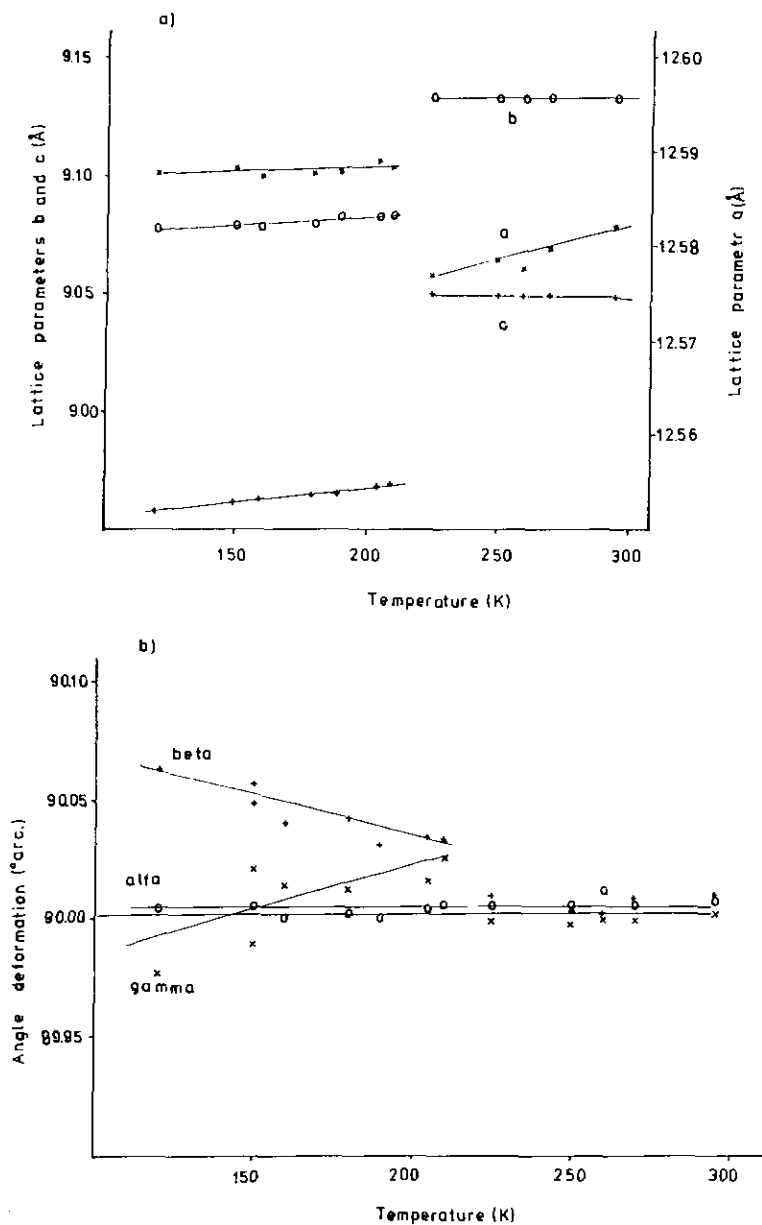 a)
9.15
9.10
9.05
9.00
Lattice parameters b and c (Å)
1260
12.59
12.58
12.57
12.56
Lattice parametr a(Å)
b
a
c
150
200
250
300
Temperature (K)
b)
90.10
90.05
90.00
89.95
Angle deformation (°arc.)
beta
alfa
gamma
150
200
250
300
Temperature (K)